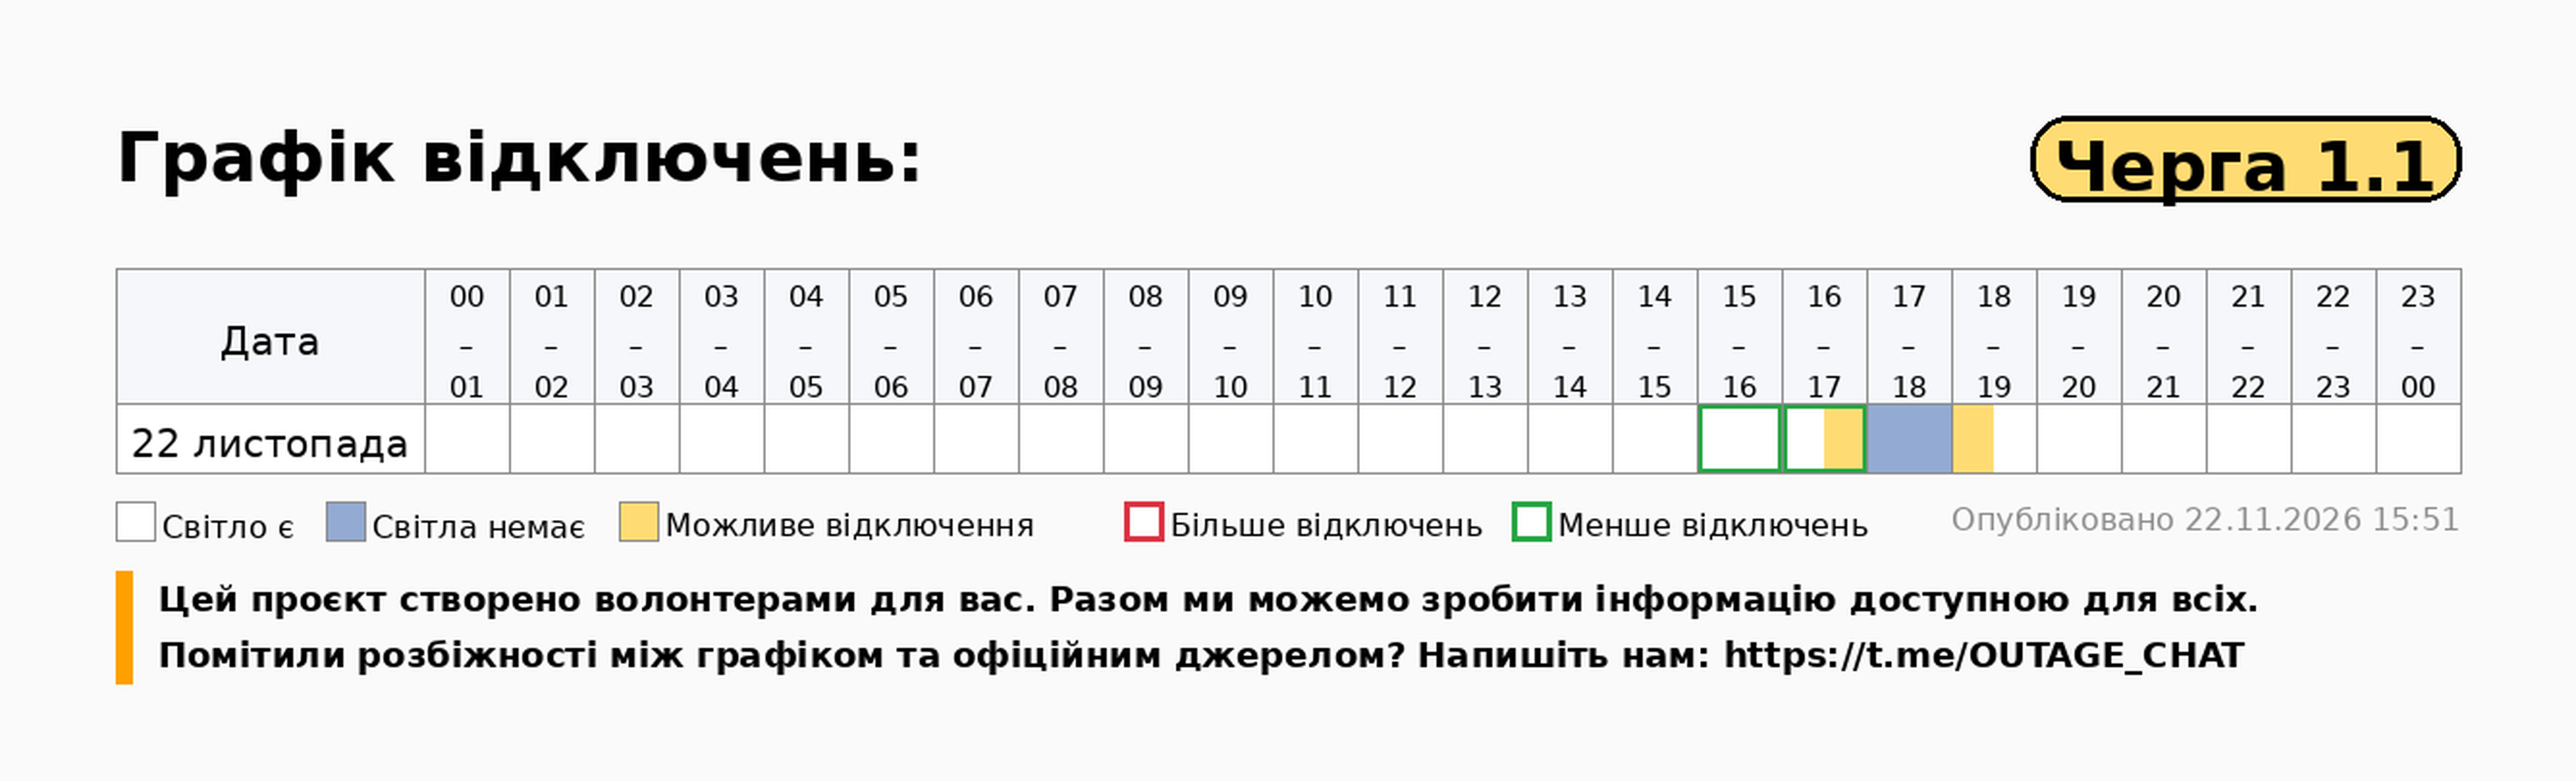 Графік відключень:
Черга 1.1
Дата
00 – 01
01 – 02
02 – 03
03 – 04
04 – 05
05 – 06
06 – 07
07 – 08
08 – 09
09 – 10
10 – 11
11 – 12
12 – 13
13 – 14
14 – 15
15 – 16
16 – 17
17 – 18
18 – 19
19 – 20
20 – 21
21 – 22
22 – 23
23 – 00
22 листопада
Світло є
Світла немає
Можливе відключення
Більше відключень
Менше відключень
Опубліковано 22.11.2026 15:51
Цей проєкт створено волонтерами для вас. Разом ми можемо зробити інформацію доступною для всіх.
Помітили розбіжності між графіком та офіційним джерелом? Напишіть нам: https://t.me/OUTAGE_CHAT